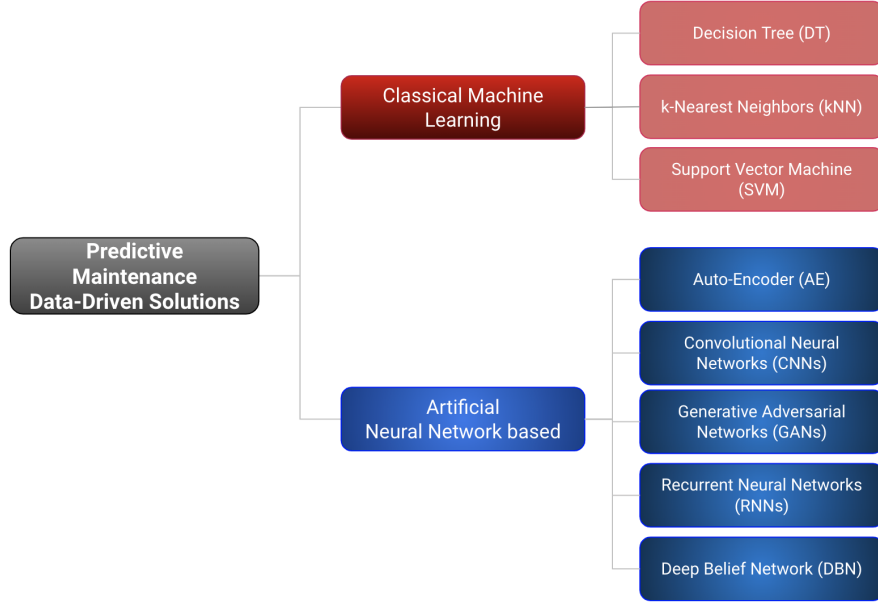 Decision Tree (DT)
Classical Machine
Learning
k-Nearest Neighbors (kNN)
Support Vector Machine
(SVM)
Predictive
Maintenance
Data-Driven Solutions
Auto-Encoder (AE)
Convolutional Neural
Networks (CNNs)
Artificial
Neural Network based
Generative Adversarial
Networks (GANs)
Recurrent Neural Networks
(RNNs)
Deep Belief Network (DBN)